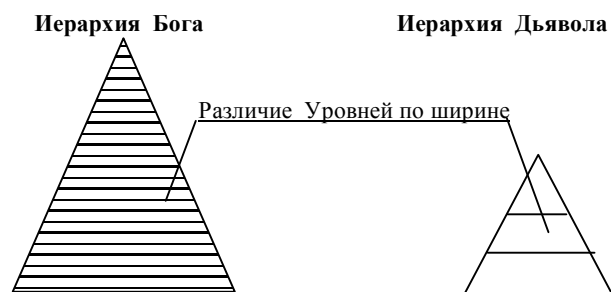 Иерархия Бога
Иерархия Дьявола
Различие Уровней по ширине